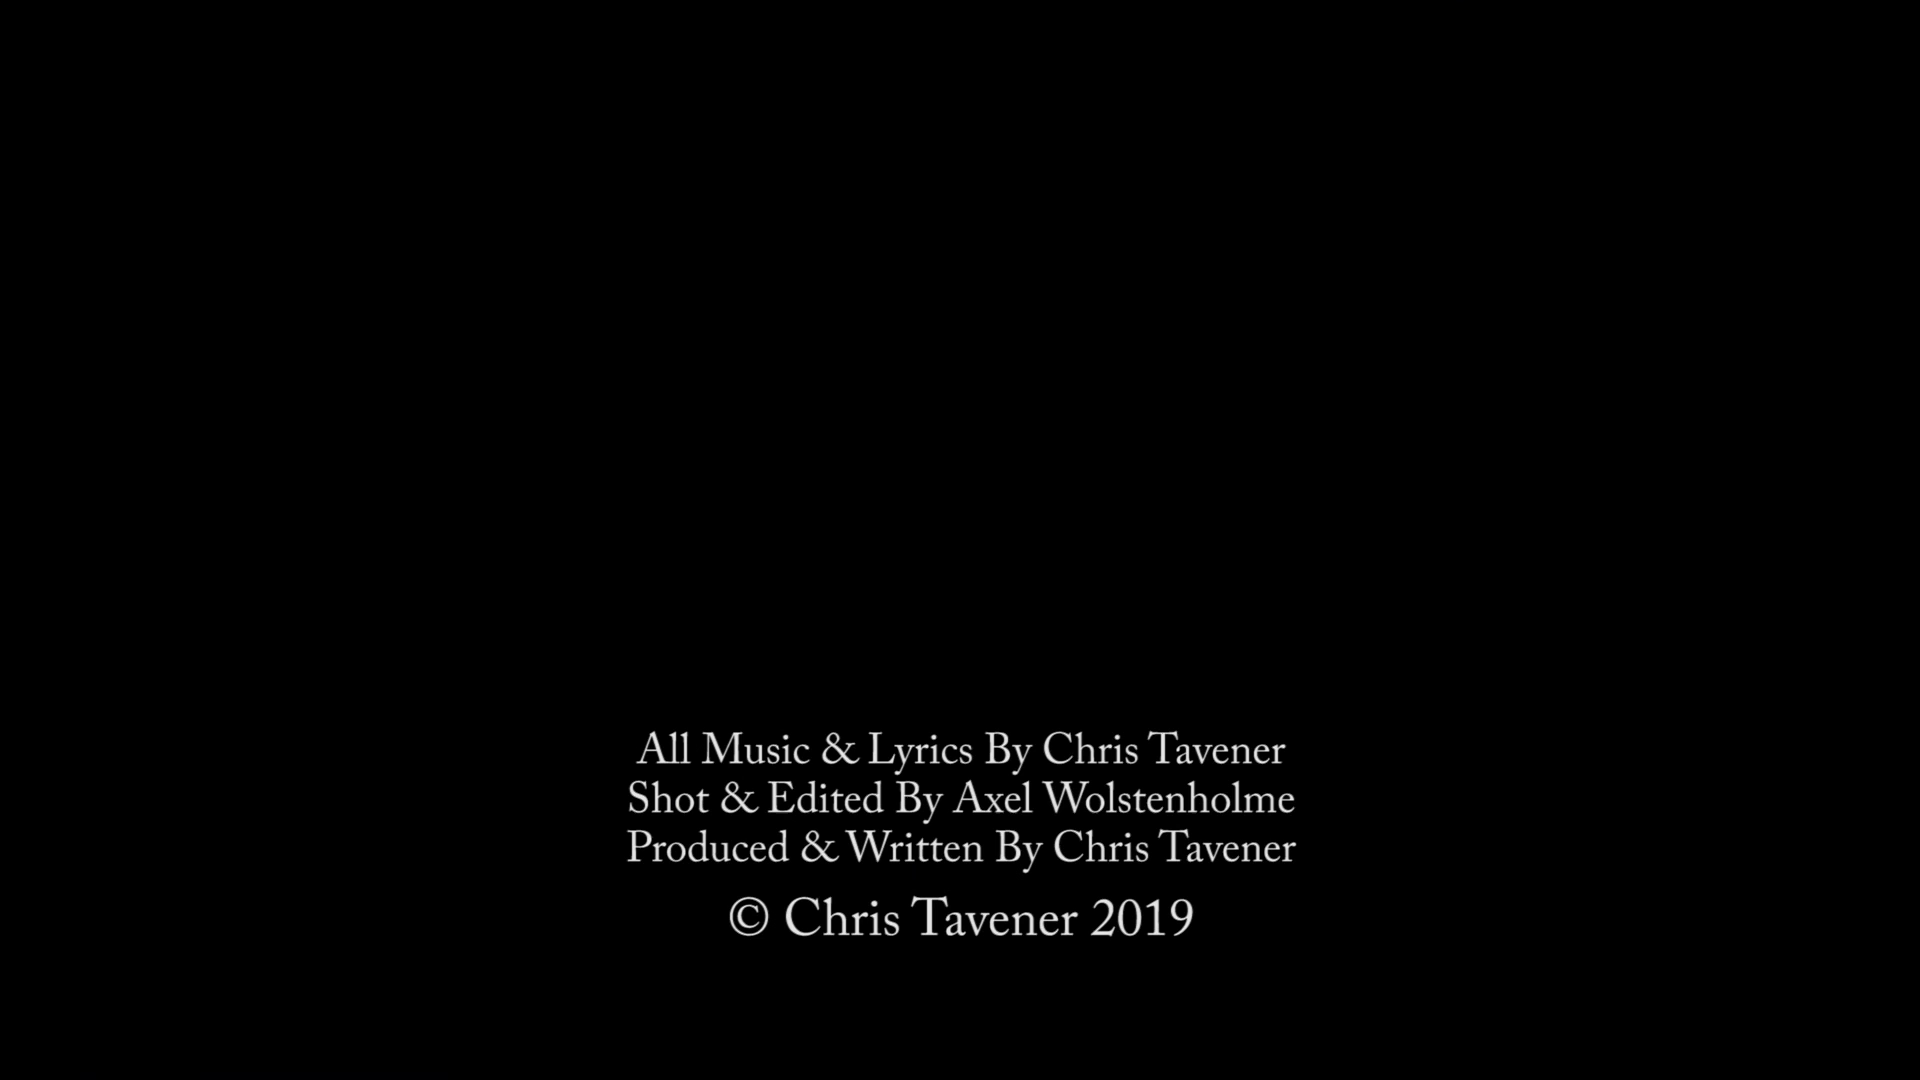 All Music & Lyrics By Chris Tavener
Shot & Edited By Axel Wolstenholme
Produced & Written By Chris Tavener
© Chris Tavener 2019